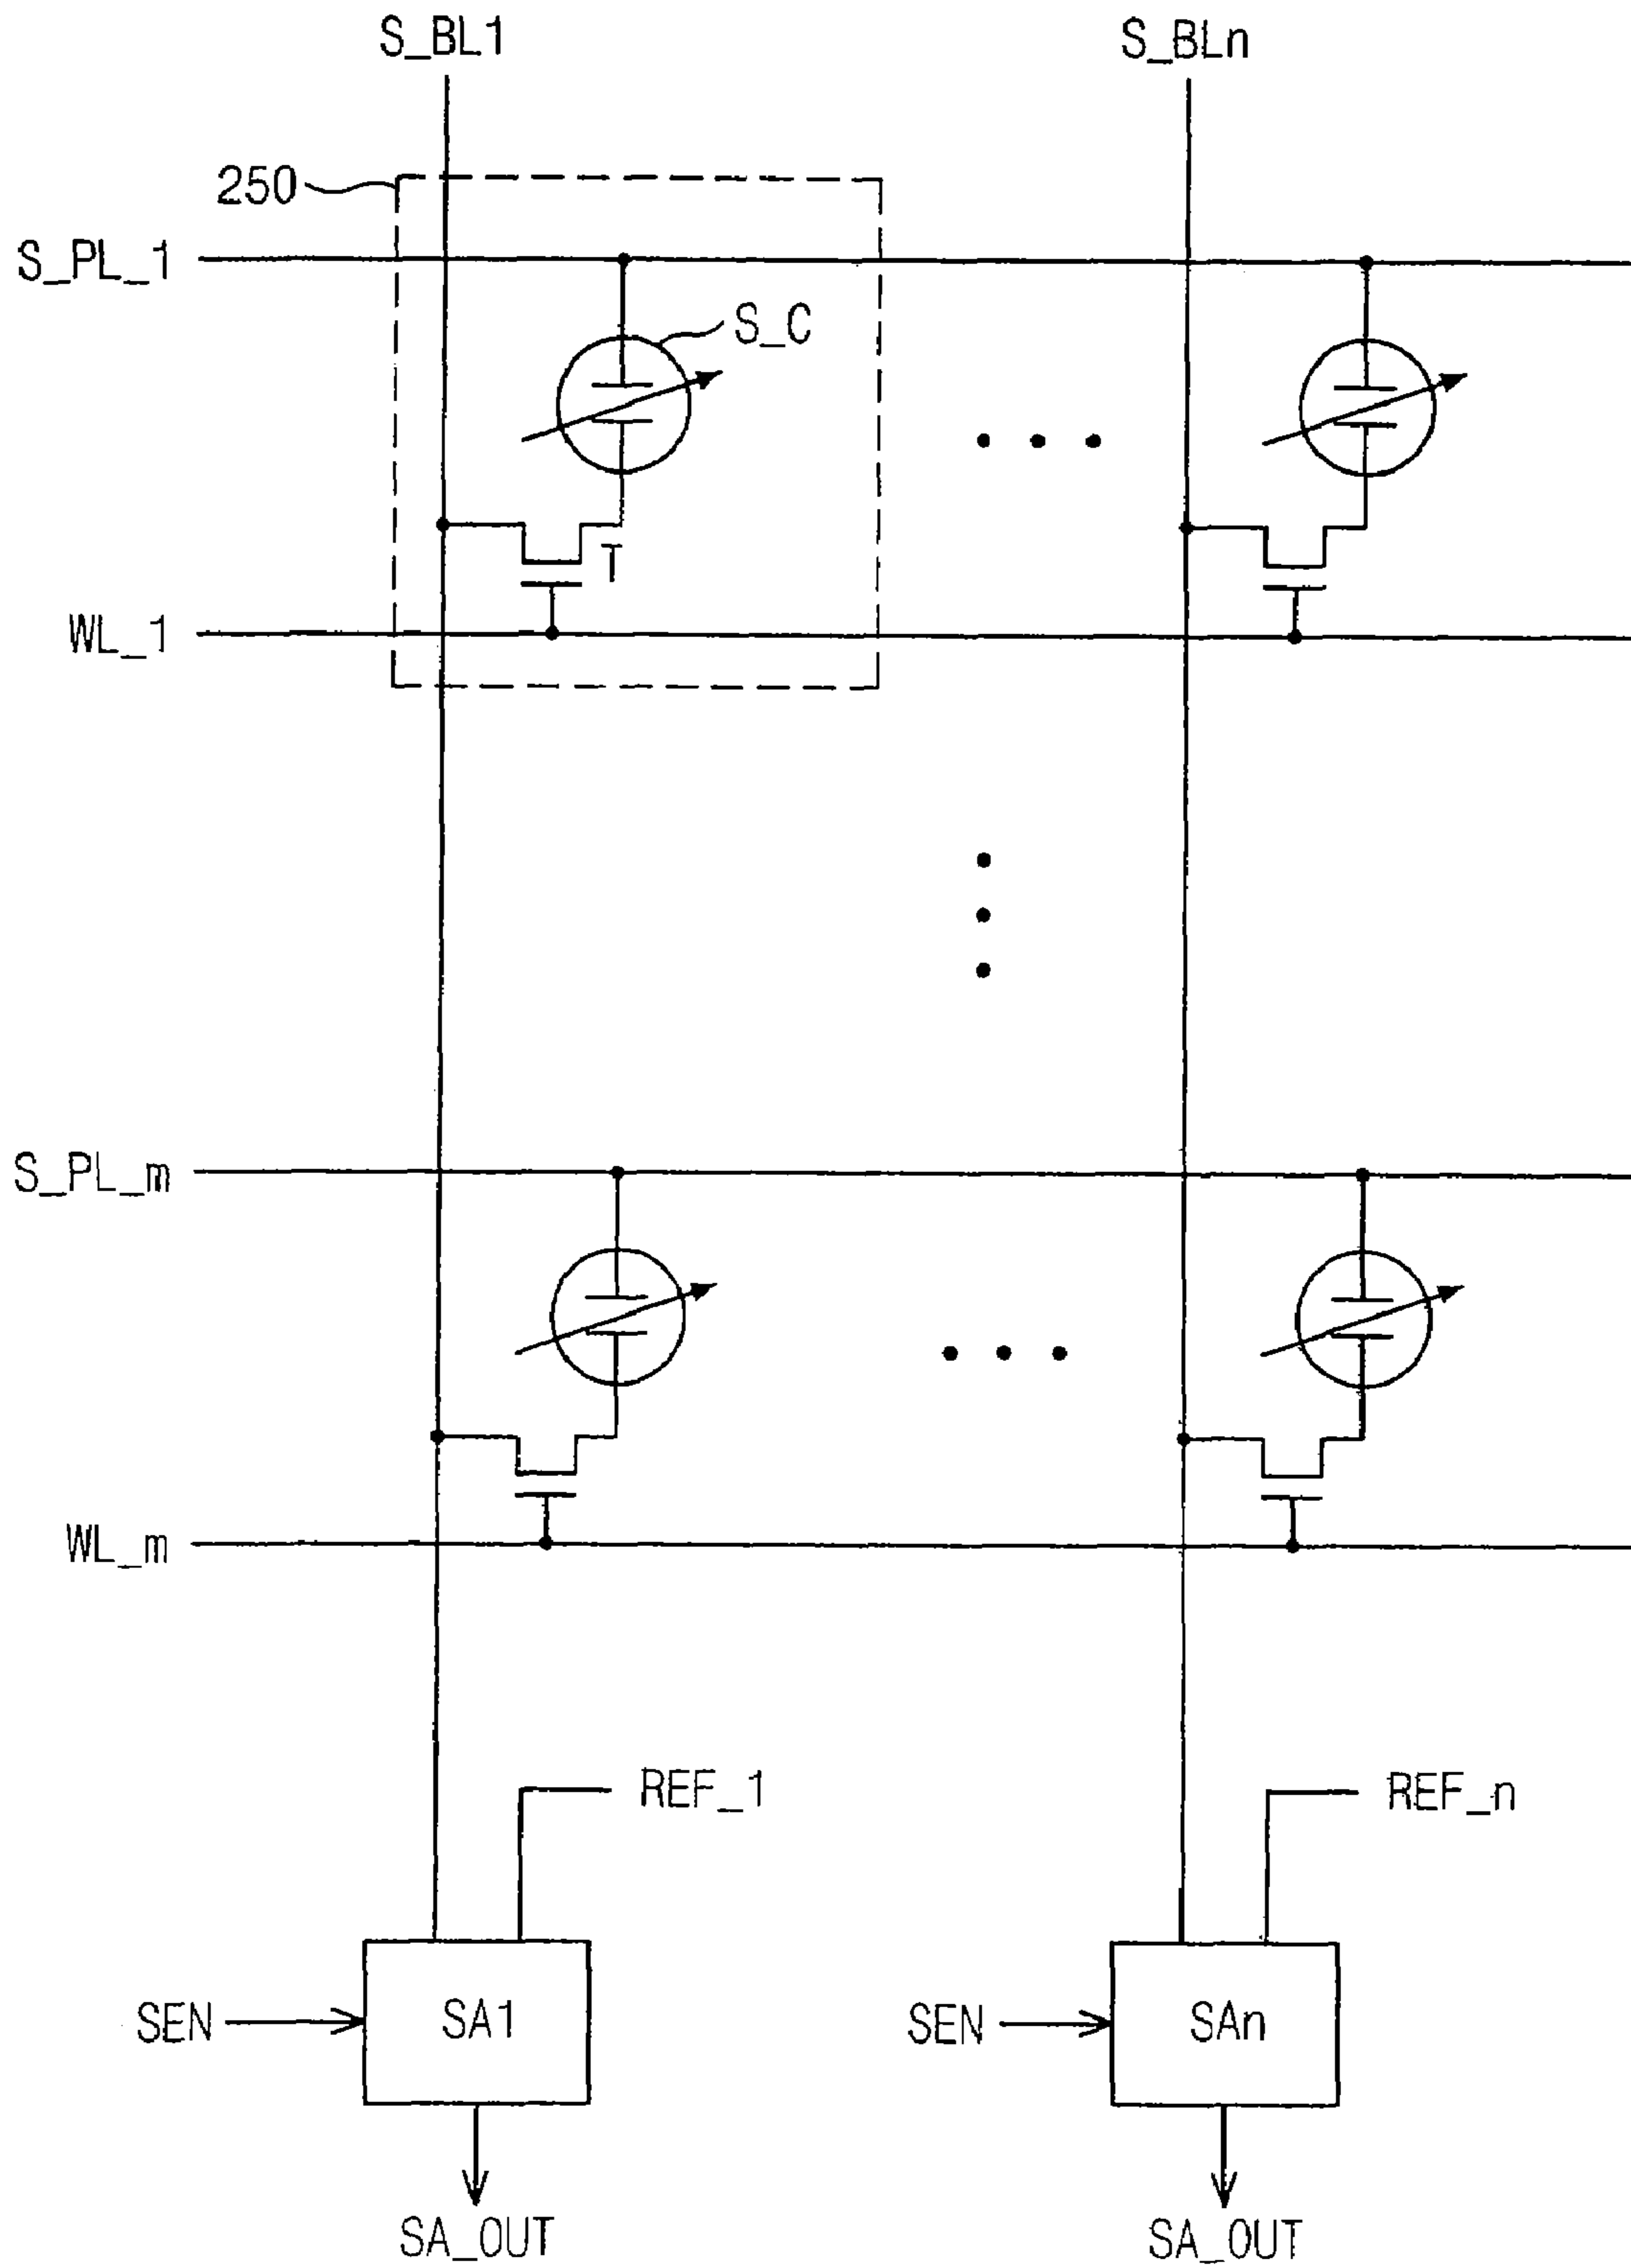 S_BL1
S_BLn
250
S_PL_1
S_C
T
WL_1
S_PL_m
WL_m
REF_1
REF_n
SEN
SA1
SEN
SAn
SA_OUT
SA_OUT